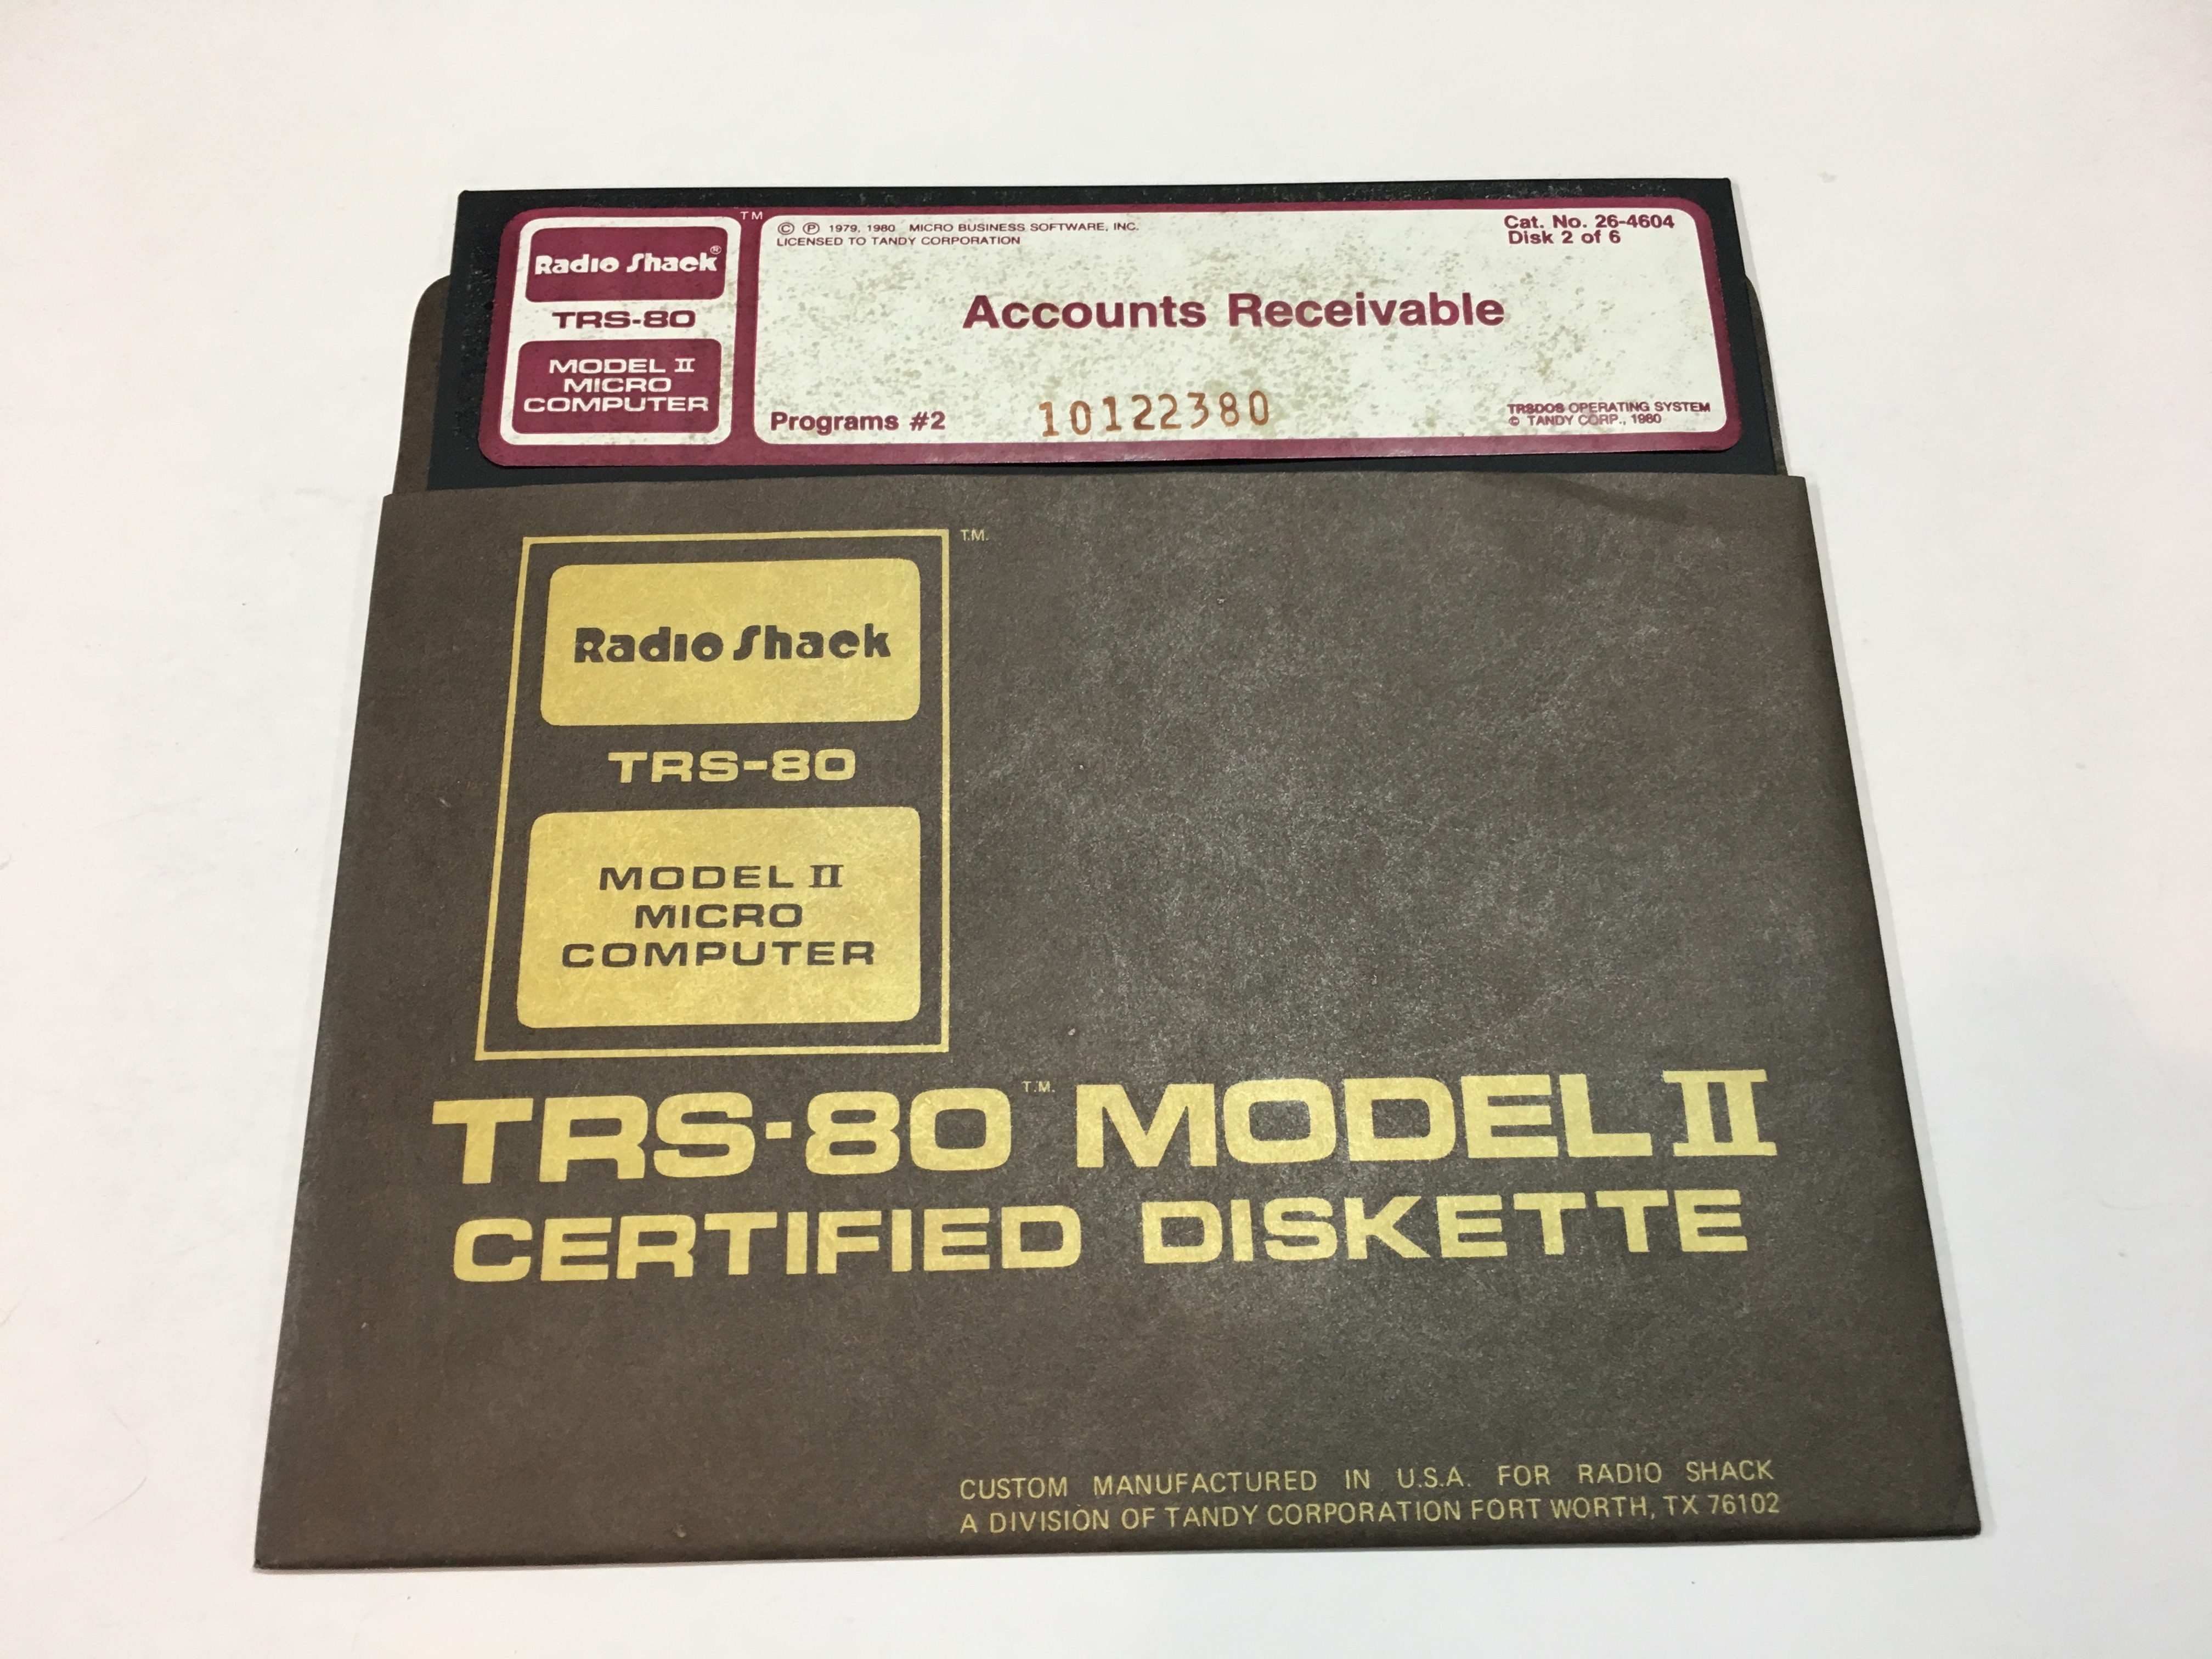 Radio Shack®
TRS-80
MODEL II
MICRO
COMPUTER
TM
© ℗ 1979, 1980 MICRO BUSINESS SOFTWARE, INC.
LICENSED TO TANDY CORPORATION
Cat. No. 26-4604
Disk 2 of 6
Accounts Receivable
Programs #2
10122380
TRSDOS OPERATING SYSTEM
© TANDY CORP., 1980
T.M.
Radio Shack
TRS-80
MODEL II
MICRO
COMPUTER
TRS-80 T.M. MODEL II
CERTIFIED DISKETTE
CUSTOM MANUFACTURED IN U.S.A. FOR RADIO SHACK
A DIVISION OF TANDY CORPORATION FORT WORTH, TX 76102